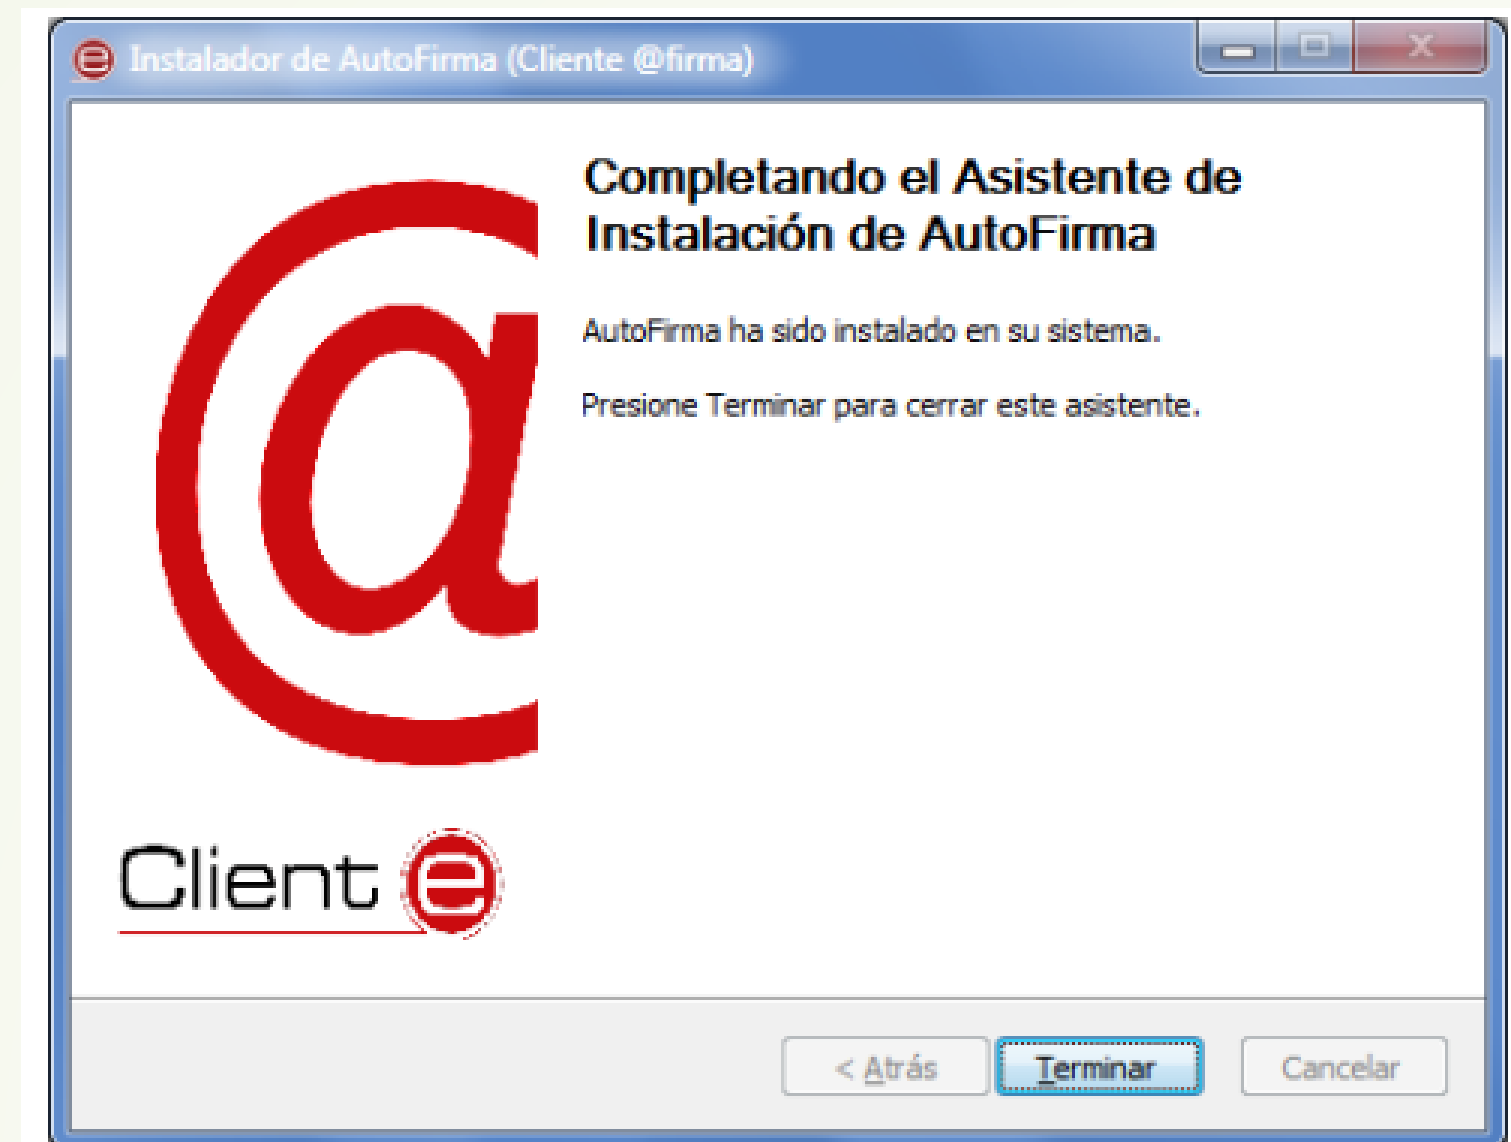 Instalador de AutoFirma (Cliente @firma)
Completando el Asistente de
Instalación de AutoFirma
AutoFirma ha sido instalado en su sistema.
Presione Terminar para cerrar este asistente.
@
Cliente
< Atrás
Terminar
Cancelar